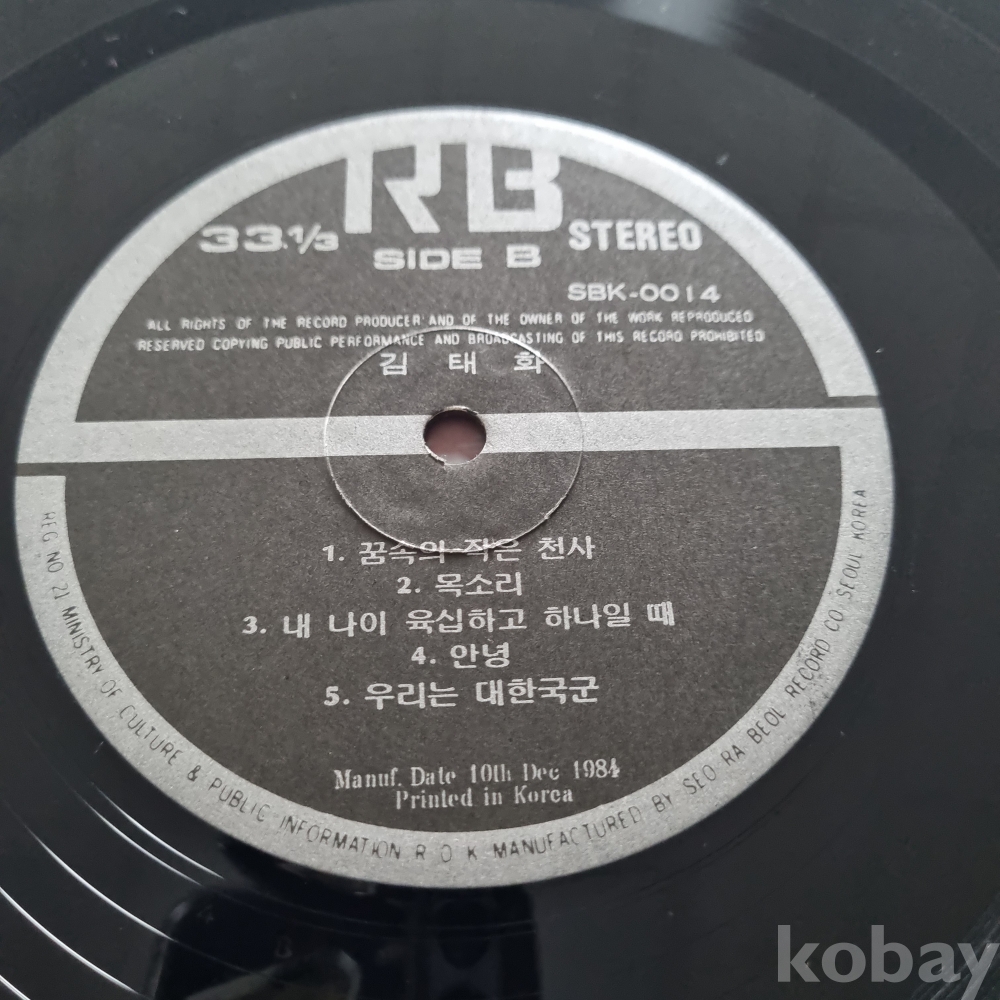 RB
33.1/3
SIDE B
STEREO
SBK-0014
ALL RIGHTS OF THE RECORD PRODUCER AND OF THE OWNER OF THE WORK REPRODUCED
RESERVED COPYING PUBLIC PERFORMANCE AND BROADCASTING OF THIS RECORD PROHIBITED
김 태 화
1. 꿈속의 작은 천사
2. 목소리
3. 내 나이 육십하고 하나일 때
4. 안녕
5. 우리는 대한국군
Manuf. Date 10th Dec 1984
Printed in Korea
REG NO 21 MINISTRY OF CULTURE & PUBLIC INFORMATION R O K MANUFACTURED BY SEO RA BEOL RECORD CO SEOUL KOREA
kobay